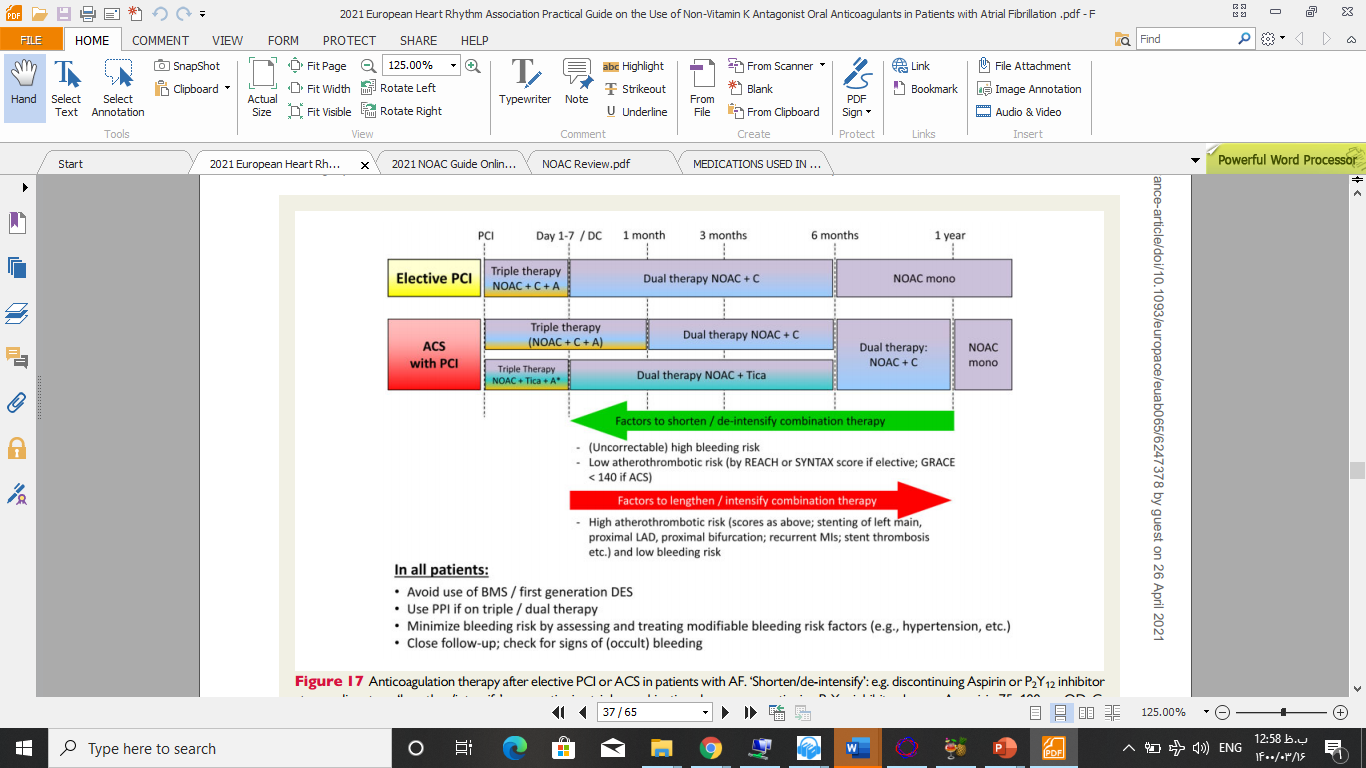 2021 European Heart Rhythm Association Practical Guide on the Use of Non-Vitamin K Antagonist Oral Anticoagulants in Patients with Atrial Fibrillation .pdf - F
FILE HOME COMMENT VIEW FORM PROTECT SHARE HELP Find
Hand
Select Text
Select Annotation
SnapShot
Clipboard
Tools
Actual Size
Fit Page
Fit Width
Fit Visible
125.00%
Rotate Left
Rotate Right
View
Typewriter
Note
Highlight
Strikeout
Underline
Comment
From File
From Scanner
Blank
From Clipboard
Create
PDF Sign
Protect
Link
Bookmark
Links
File Attachment
Image Annotation
Audio & Video
Insert
Start
2021 European Heart Rh...
2021 NOAC Guide Onlin...
NOAC Review.pdf
MEDICATIONS USED IN ...
Powerful Word Processor
PCI Day 1-7 / DC 1 month 3 months 6 months 1 year
Elective PCI
Triple therapy
NOAC + C + A
Dual therapy NOAC + C
NOAC mono
ACS
with PCI
Triple therapy
(NOAC + C + A)
Dual therapy NOAC + C
Triple Therapy
NOAC + Tica + A*
Dual therapy NOAC + Tica
Dual therapy:
NOAC + C
NOAC
mono
Factors to shorten / de-intensify combination therapy
- (Uncorrectable) high bleeding risk
- Low atherothrombotic risk (by REACH or SYNTAX score if elective; GRACE
< 140 if ACS)
Factors to lengthen / intensify combination therapy
- High atherothrombotic risk (scores as above; stenting of left main,
proximal LAD, proximal bifurcation; recurrent MIs; stent thrombosis
etc.) and low bleeding risk
In all patients:
• Avoid use of BMS / first generation DES
• Use PPI if on triple / dual therapy
• Minimize bleeding risk by assessing and treating modifiable bleeding risk factors (e.g., hypertension, etc.)
• Close follow-up; check for signs of (occult) bleeding
Figure 17 Anticoagulation therapy after elective PCI or ACS in patients with AF. 'Shorten/de-intensify': e.g. discontinuing Aspirin or P2Y12 inhibitor
ance-article/doi/10.1093/europace/euab065/6247378 by guest on 26 April 2021
37 / 65
125.00%
Type here to search
ENG
12:58 ب.ظ
۱۴۰۰/۰۳/۱۶
1